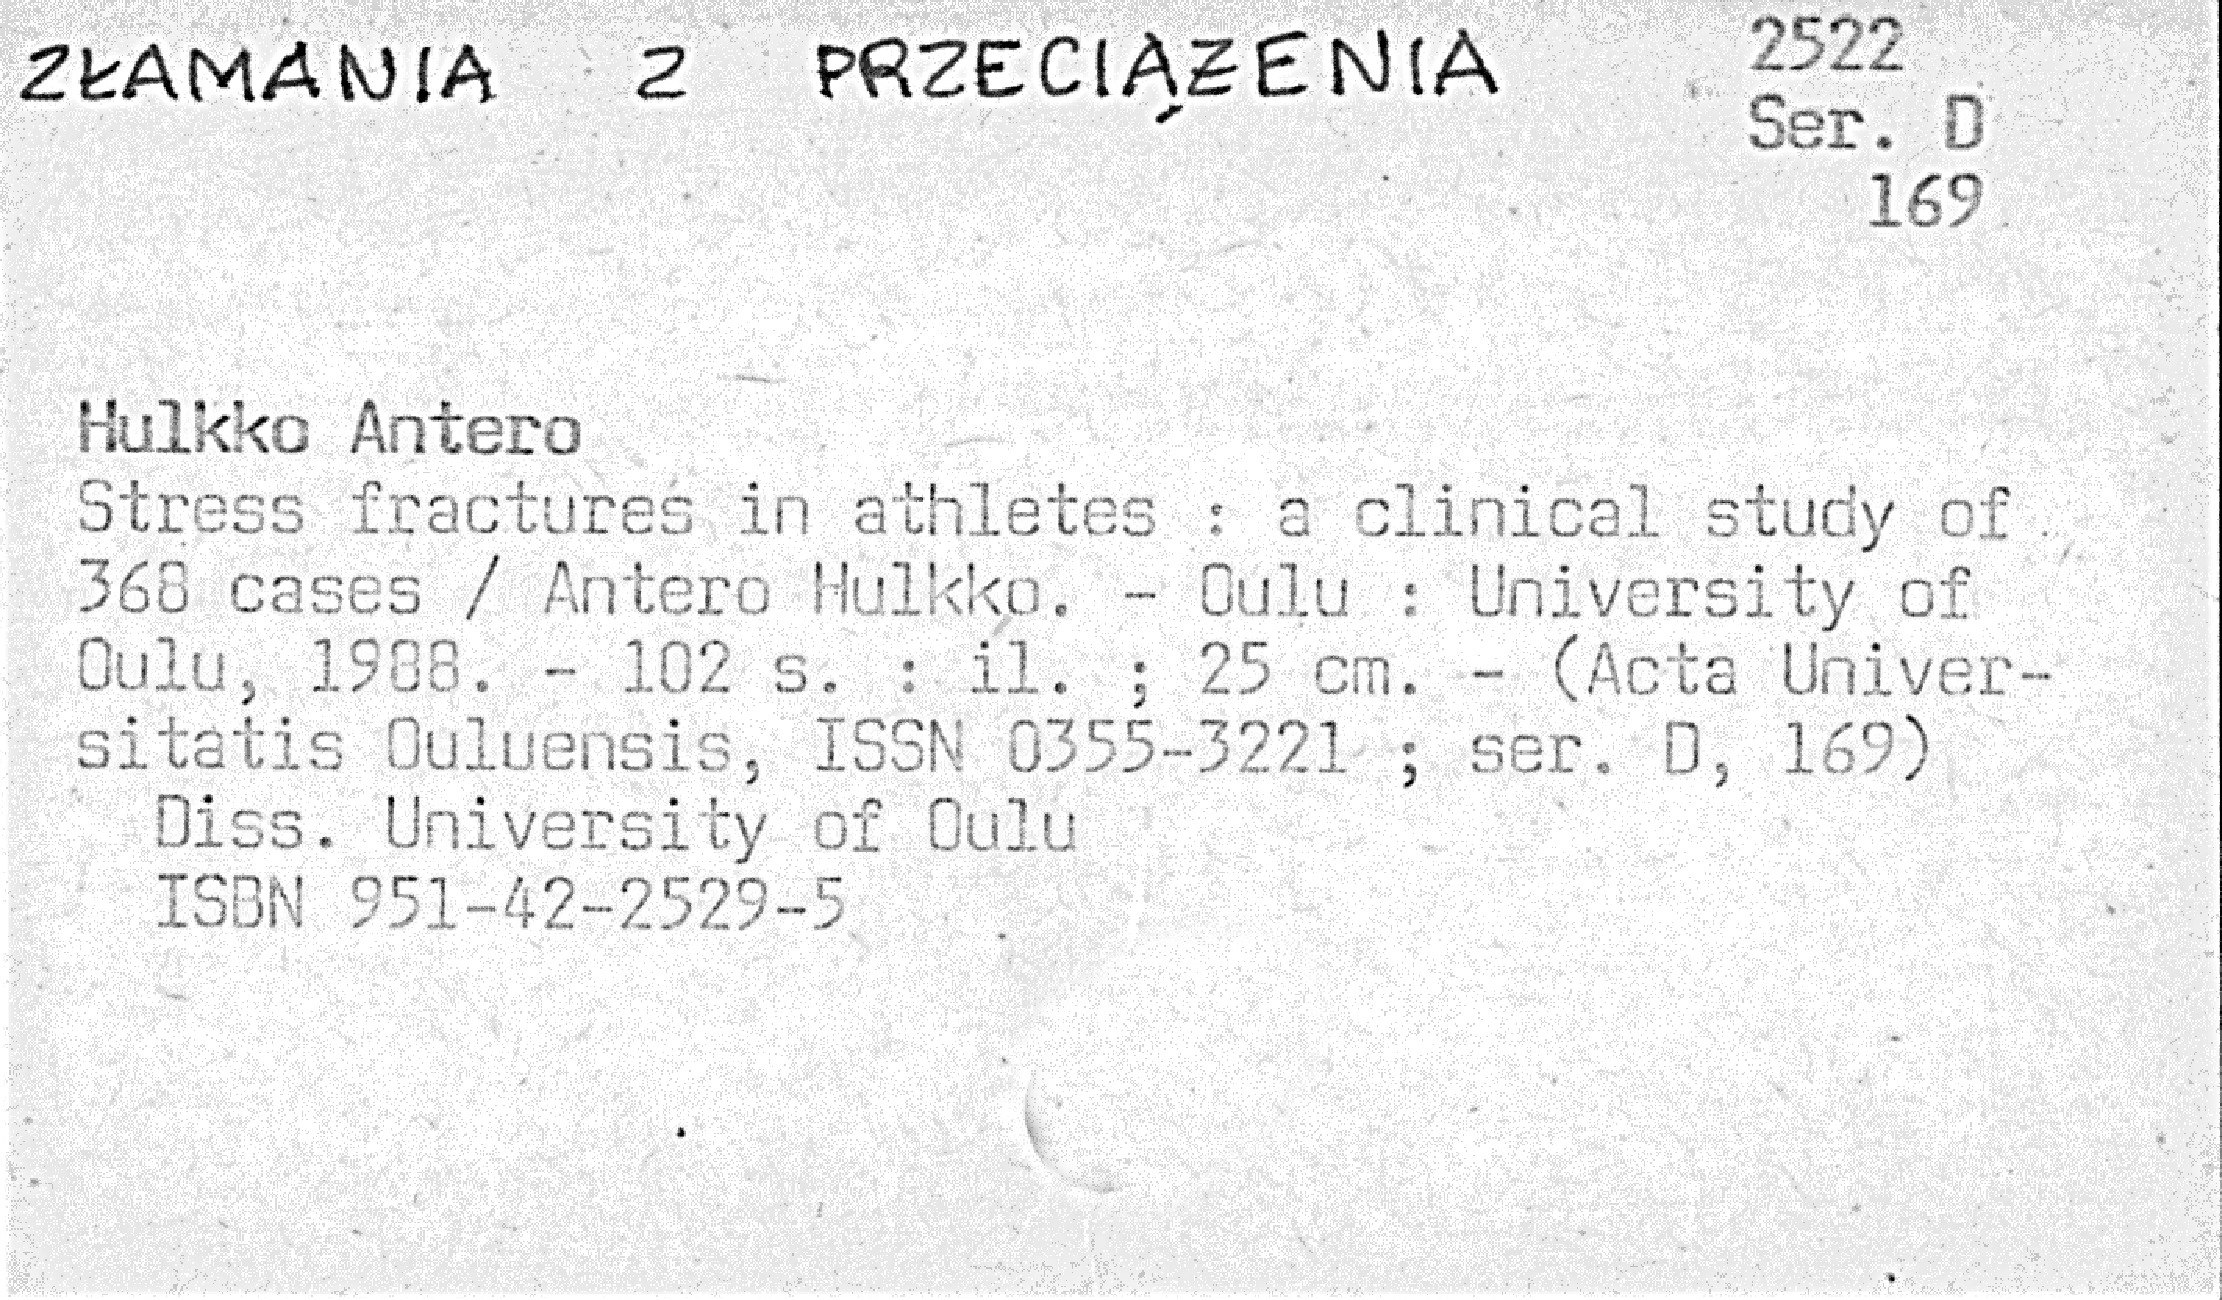 ZŁAMANIA Z PRZECIĄŻENIA
2522
Ser. D
169
Hulkko Antero
Stress fractures in athletes : a clinical study of
368 cases / Antero Hulkko. - Oulu : University of
Oulu, 1988. - 102 s. : il. ; 25 cm. - (Acta Univer-
sitatis Ouluensis, ISSN 0355-3221 ; ser. D, 169)
Diss. University of Oulu
ISBN 951-42-2529-5